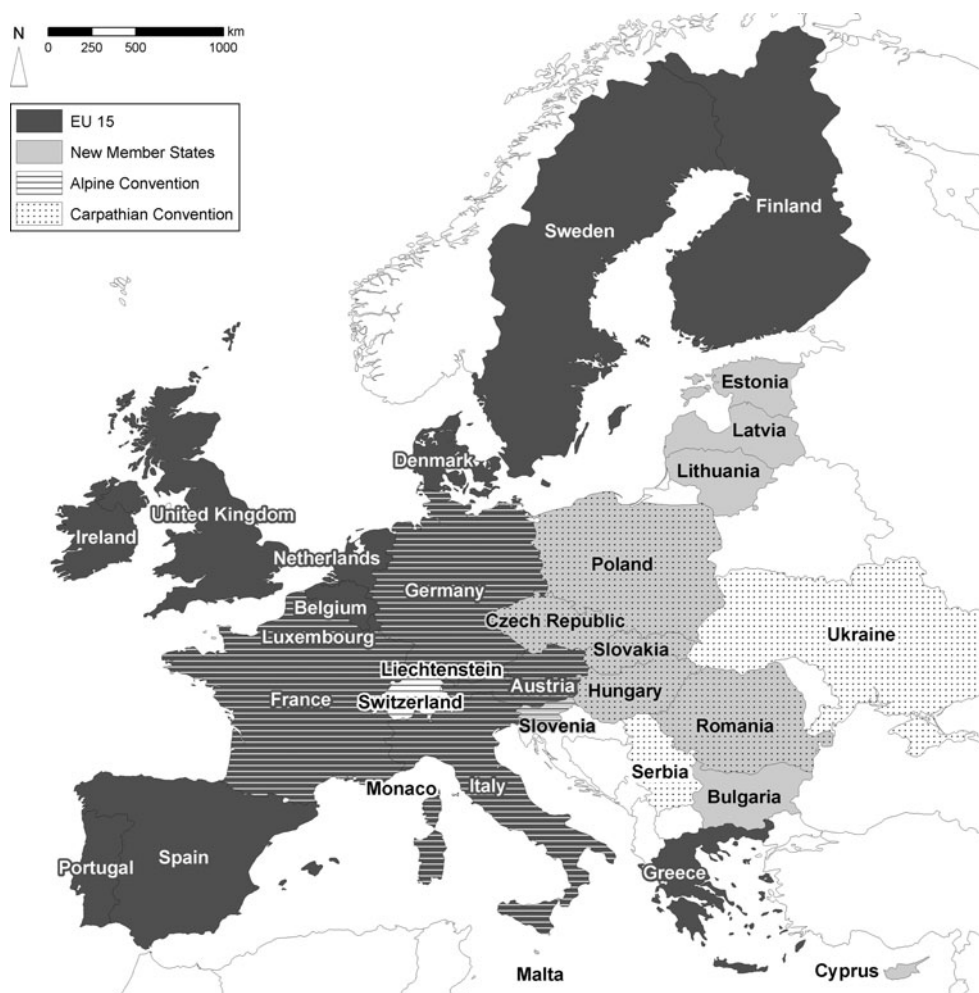 N
km
0 250 500 1000
EU 15
New Member States
Alpine Convention
Carpathian Convention
Finland
Sweden
Estonia
Latvia
Denmark
Lithuania
United Kingdom
Ireland
Netherlands
Poland
Germany
Belgium
Czech Republic
Luxembourg
Ukraine
Slovakia
Liechtenstein
Austria
Hungary
France
Switzerland
Slovenia
Romania
Serbia
Monaco
Italy
Bulgaria
Spain
Portugal
Greece
Malta
Cyprus